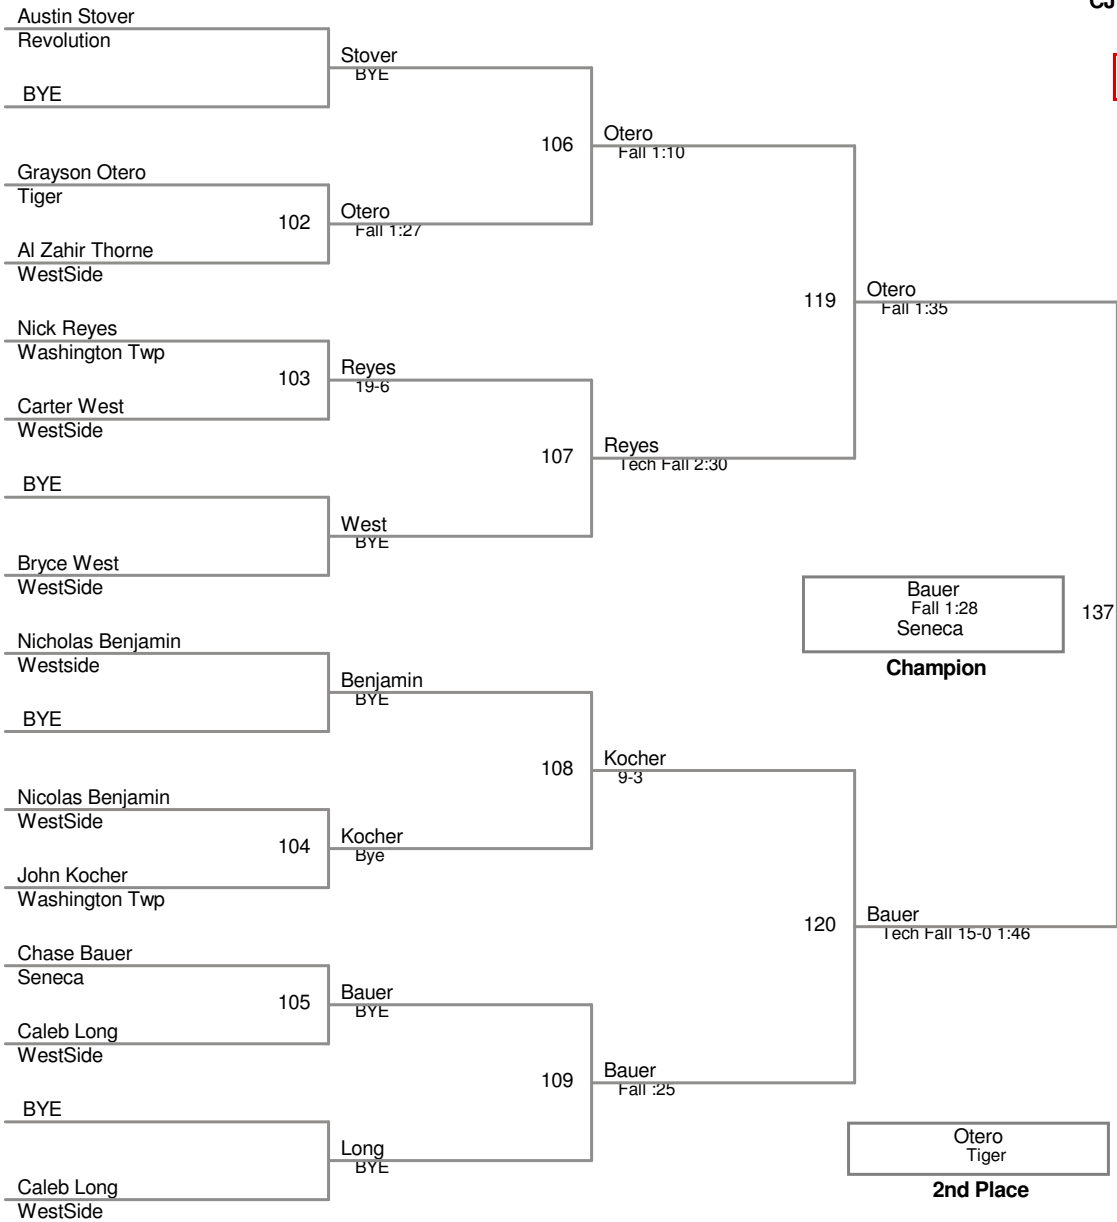 CJ
Austin Stover
Revolution
Stover
BYE
BYE
106
Otero
Fall 1:10
Grayson Otero
Tiger
102
Otero
Fall 1:27
Al Zahir Thorne
WestSide
119
Otero
Fall 1:35
Nick Reyes
Washington Twp
103
Reyes
19-6
Carter West
WestSide
107
Reyes
Tech Fall 2:30
BYE
West
BYE
Bryce West
WestSide
Bauer
Fall 1:28
Seneca
137
Champion
Nicholas Benjamin
Westside
Benjamin
BYE
BYE
108
Kocher
9-3
Nicolas Benjamin
WestSide
104
Kocher
Bye
John Kocher
Washington Twp
120
Bauer
Tech Fall 15-0 1:46
Chase Bauer
Seneca
105
Bauer
BYE
Caleb Long
WestSide
109
Bauer
Fall :25
BYE
Long
BYE
Caleb Long
WestSide
Otero
Tiger
2nd Place